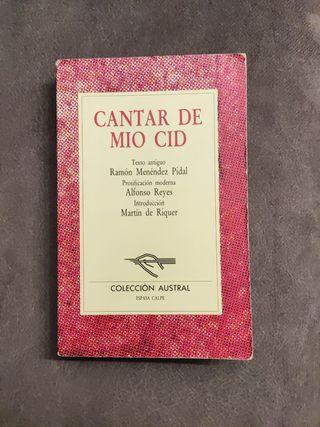 CANTAR DE
MIO CID
Texto antiguo
Ramón Menéndez Pidal
Prosificación moderna
Alfonso Reyes
Introducción
Martín de Riquer
COLECCIÓN AUSTRAL
ESPASA CALPE